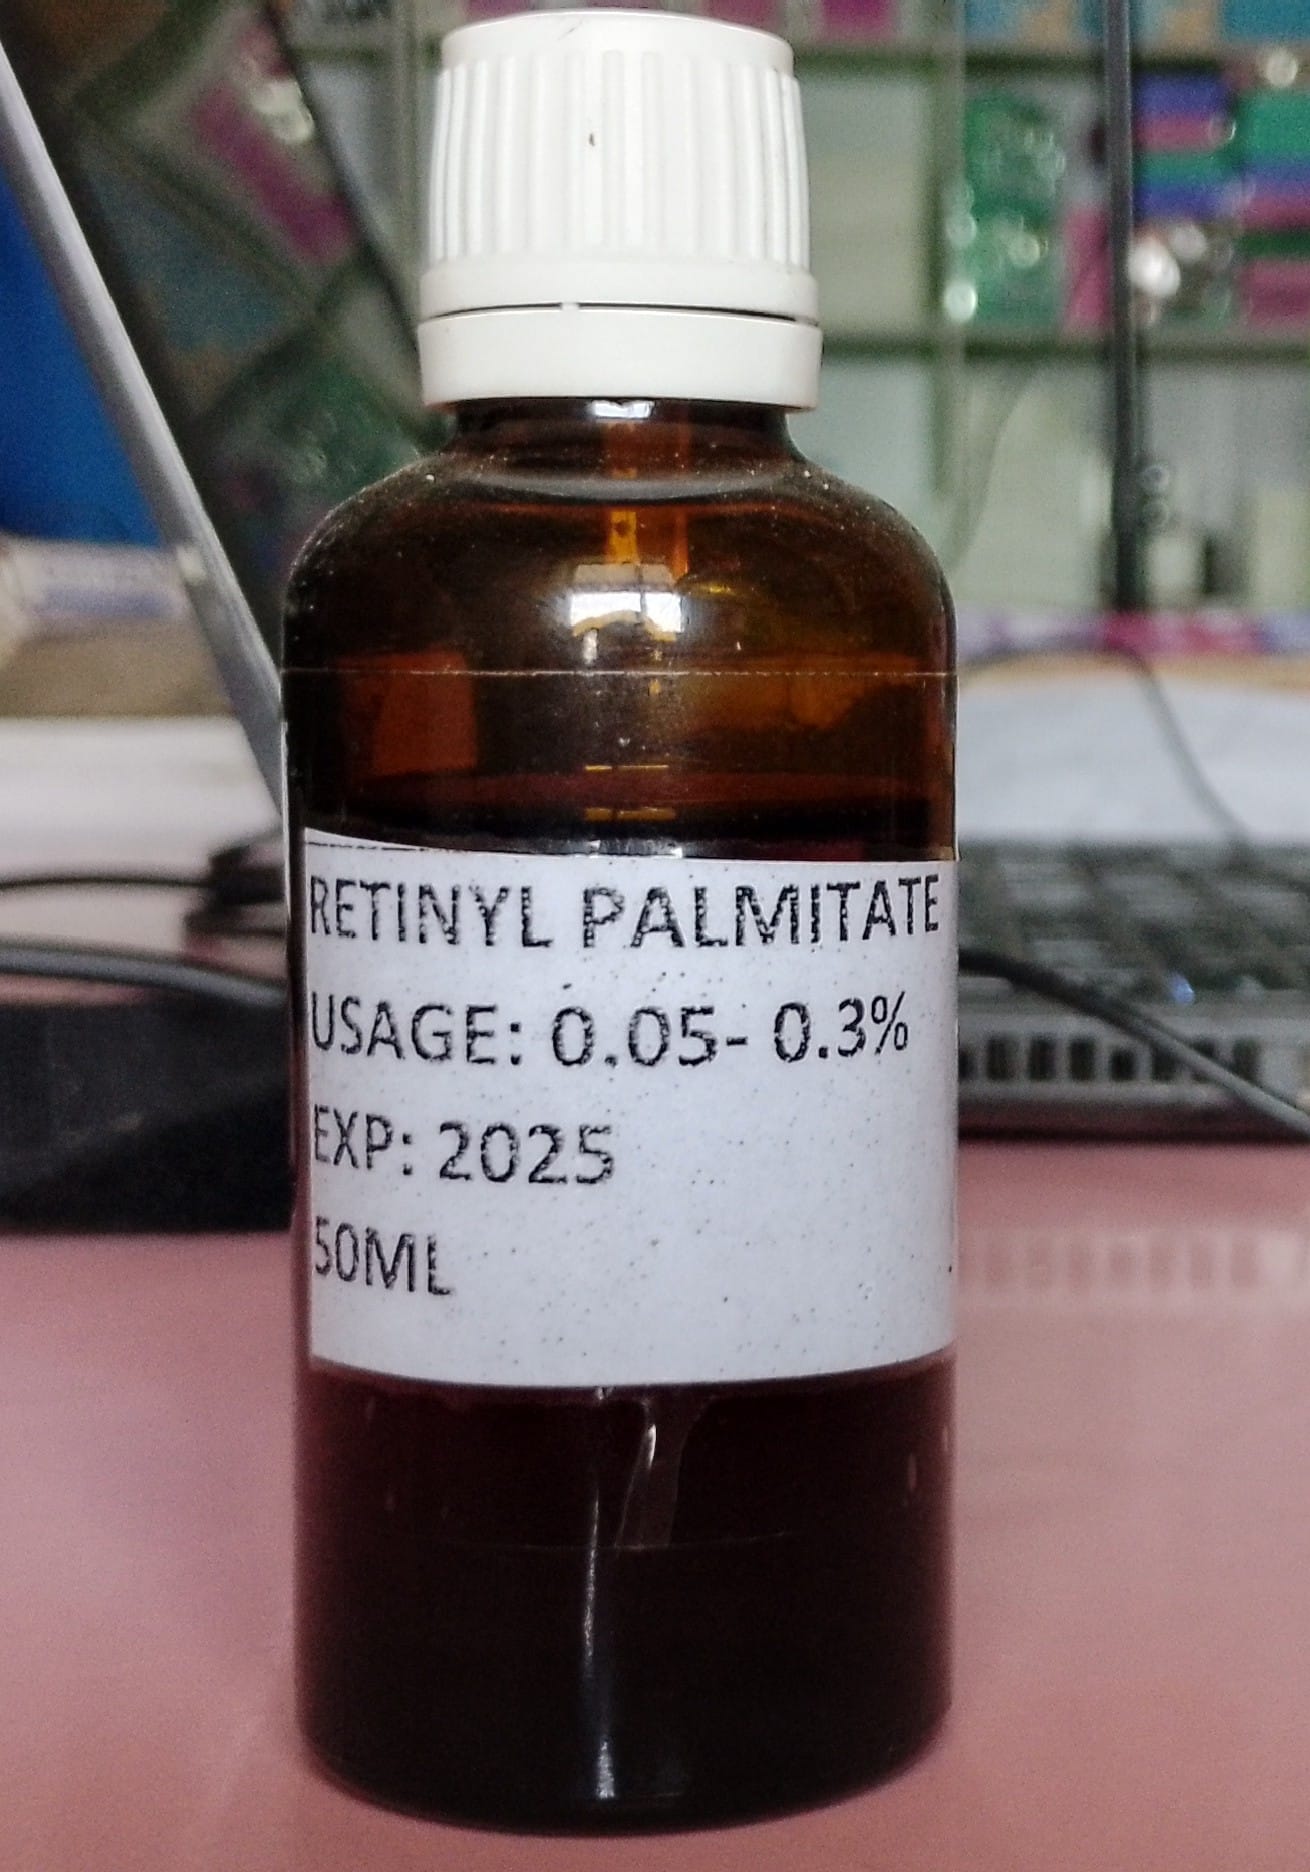 RETINYL PALMITATE
USAGE: 0.05- 0.3%
EXP: 2025
50ML